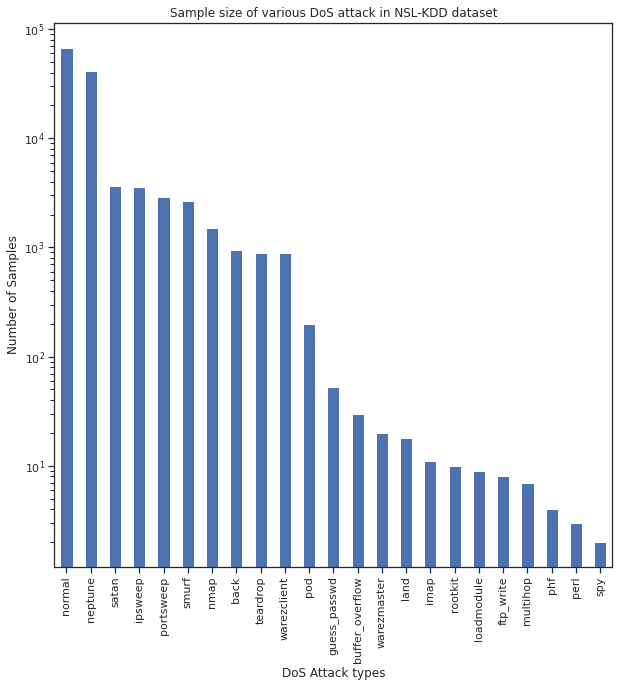 Sample size of various DoS attack in NSL-KDD dataset
10^5
10^4
10^3
10^2
10^1
Number of Samples
normal
neptune
satan
ipsweep
portsweep
smurf
nmap
back
teardrop
warezclient
pod
guess_passwd
buffer_overflow
warezmaster
land
imap
rootkit
loadmodule
ftp_write
multihop
phf
perl
spy
DoS Attack types